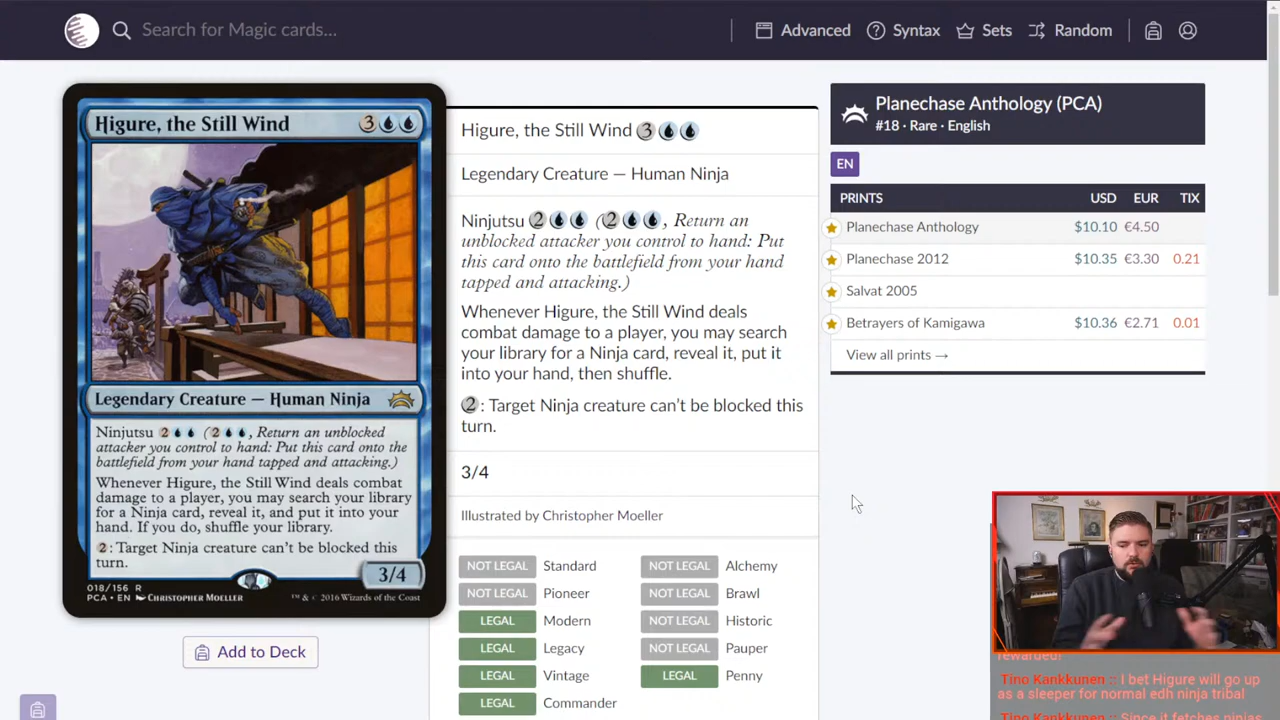 Search for Magic cards...
Advanced
Syntax
Sets
Random
Higure, the Still Wind 3
Legendary Creature — Human Ninja
Ninjutsu 2 (2, Return an
unblocked attacker you control to hand: Put
this card onto the battlefield from your hand
tapped and attacking.)
Whenever Higure, the Still Wind deals combat
damage to a player, you may search your library
for a Ninja card, reveal it, and put it into your
hand. If you do, shuffle your library.
2: Target Ninja creature can't be blocked this
turn.
3/4
018/156 R
PCA • EN Christopher Moeller
™ & © 2016 Wizards of the Coast
Add to Deck
Higure, the Still Wind 3
Legendary Creature — Human Ninja
Ninjutsu 2 (2, Return an
unblocked attacker you control to hand: Put
this card onto the battlefield from your hand
tapped and attacking.)
Whenever Higure, the Still Wind deals
combat damage to a player, you may search
your library for a Ninja card, reveal it, put it
into your hand, then shuffle.
2: Target Ninja creature can't be blocked this
turn.
3/4
Illustrated by Christopher Moeller
NOT LEGAL Standard NOT LEGAL Alchemy
NOT LEGAL Pioneer NOT LEGAL Brawl
LEGAL Modern NOT LEGAL Historic
LEGAL Legacy NOT LEGAL Pauper
LEGAL Vintage LEGAL Penny
LEGAL Commander
Planechase Anthology (PCA)
#18 · Rare · English
EN
PRINTS USD EUR TIX
Planechase Anthology $10.10 €4.50
Planechase 2012 $10.35 €3.30 0.21
Salvat 2005
Betrayers of Kamigawa $10.36 €2.71 0.01
View all prints →
rewarded!
Tino Kankkunen :: I bet Higure will go up
as a sleeper for normal edh ninja tribal
Tino Kankkunen :: Since it fetches ninjas